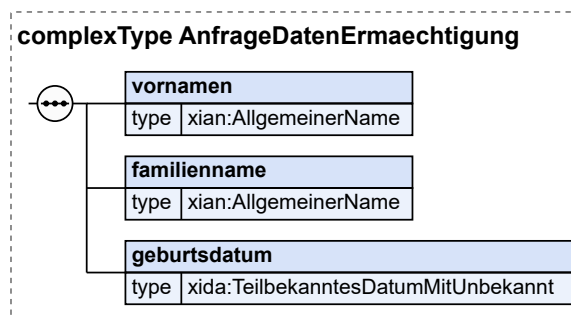 complexType AnfrageDatenErmaechtigung
vornamen
type xian:AllgemeinerName
familienname
type xian:AllgemeinerName
geburtsdatum
type xida:TeilbekanntesDatumMitUnbekannt